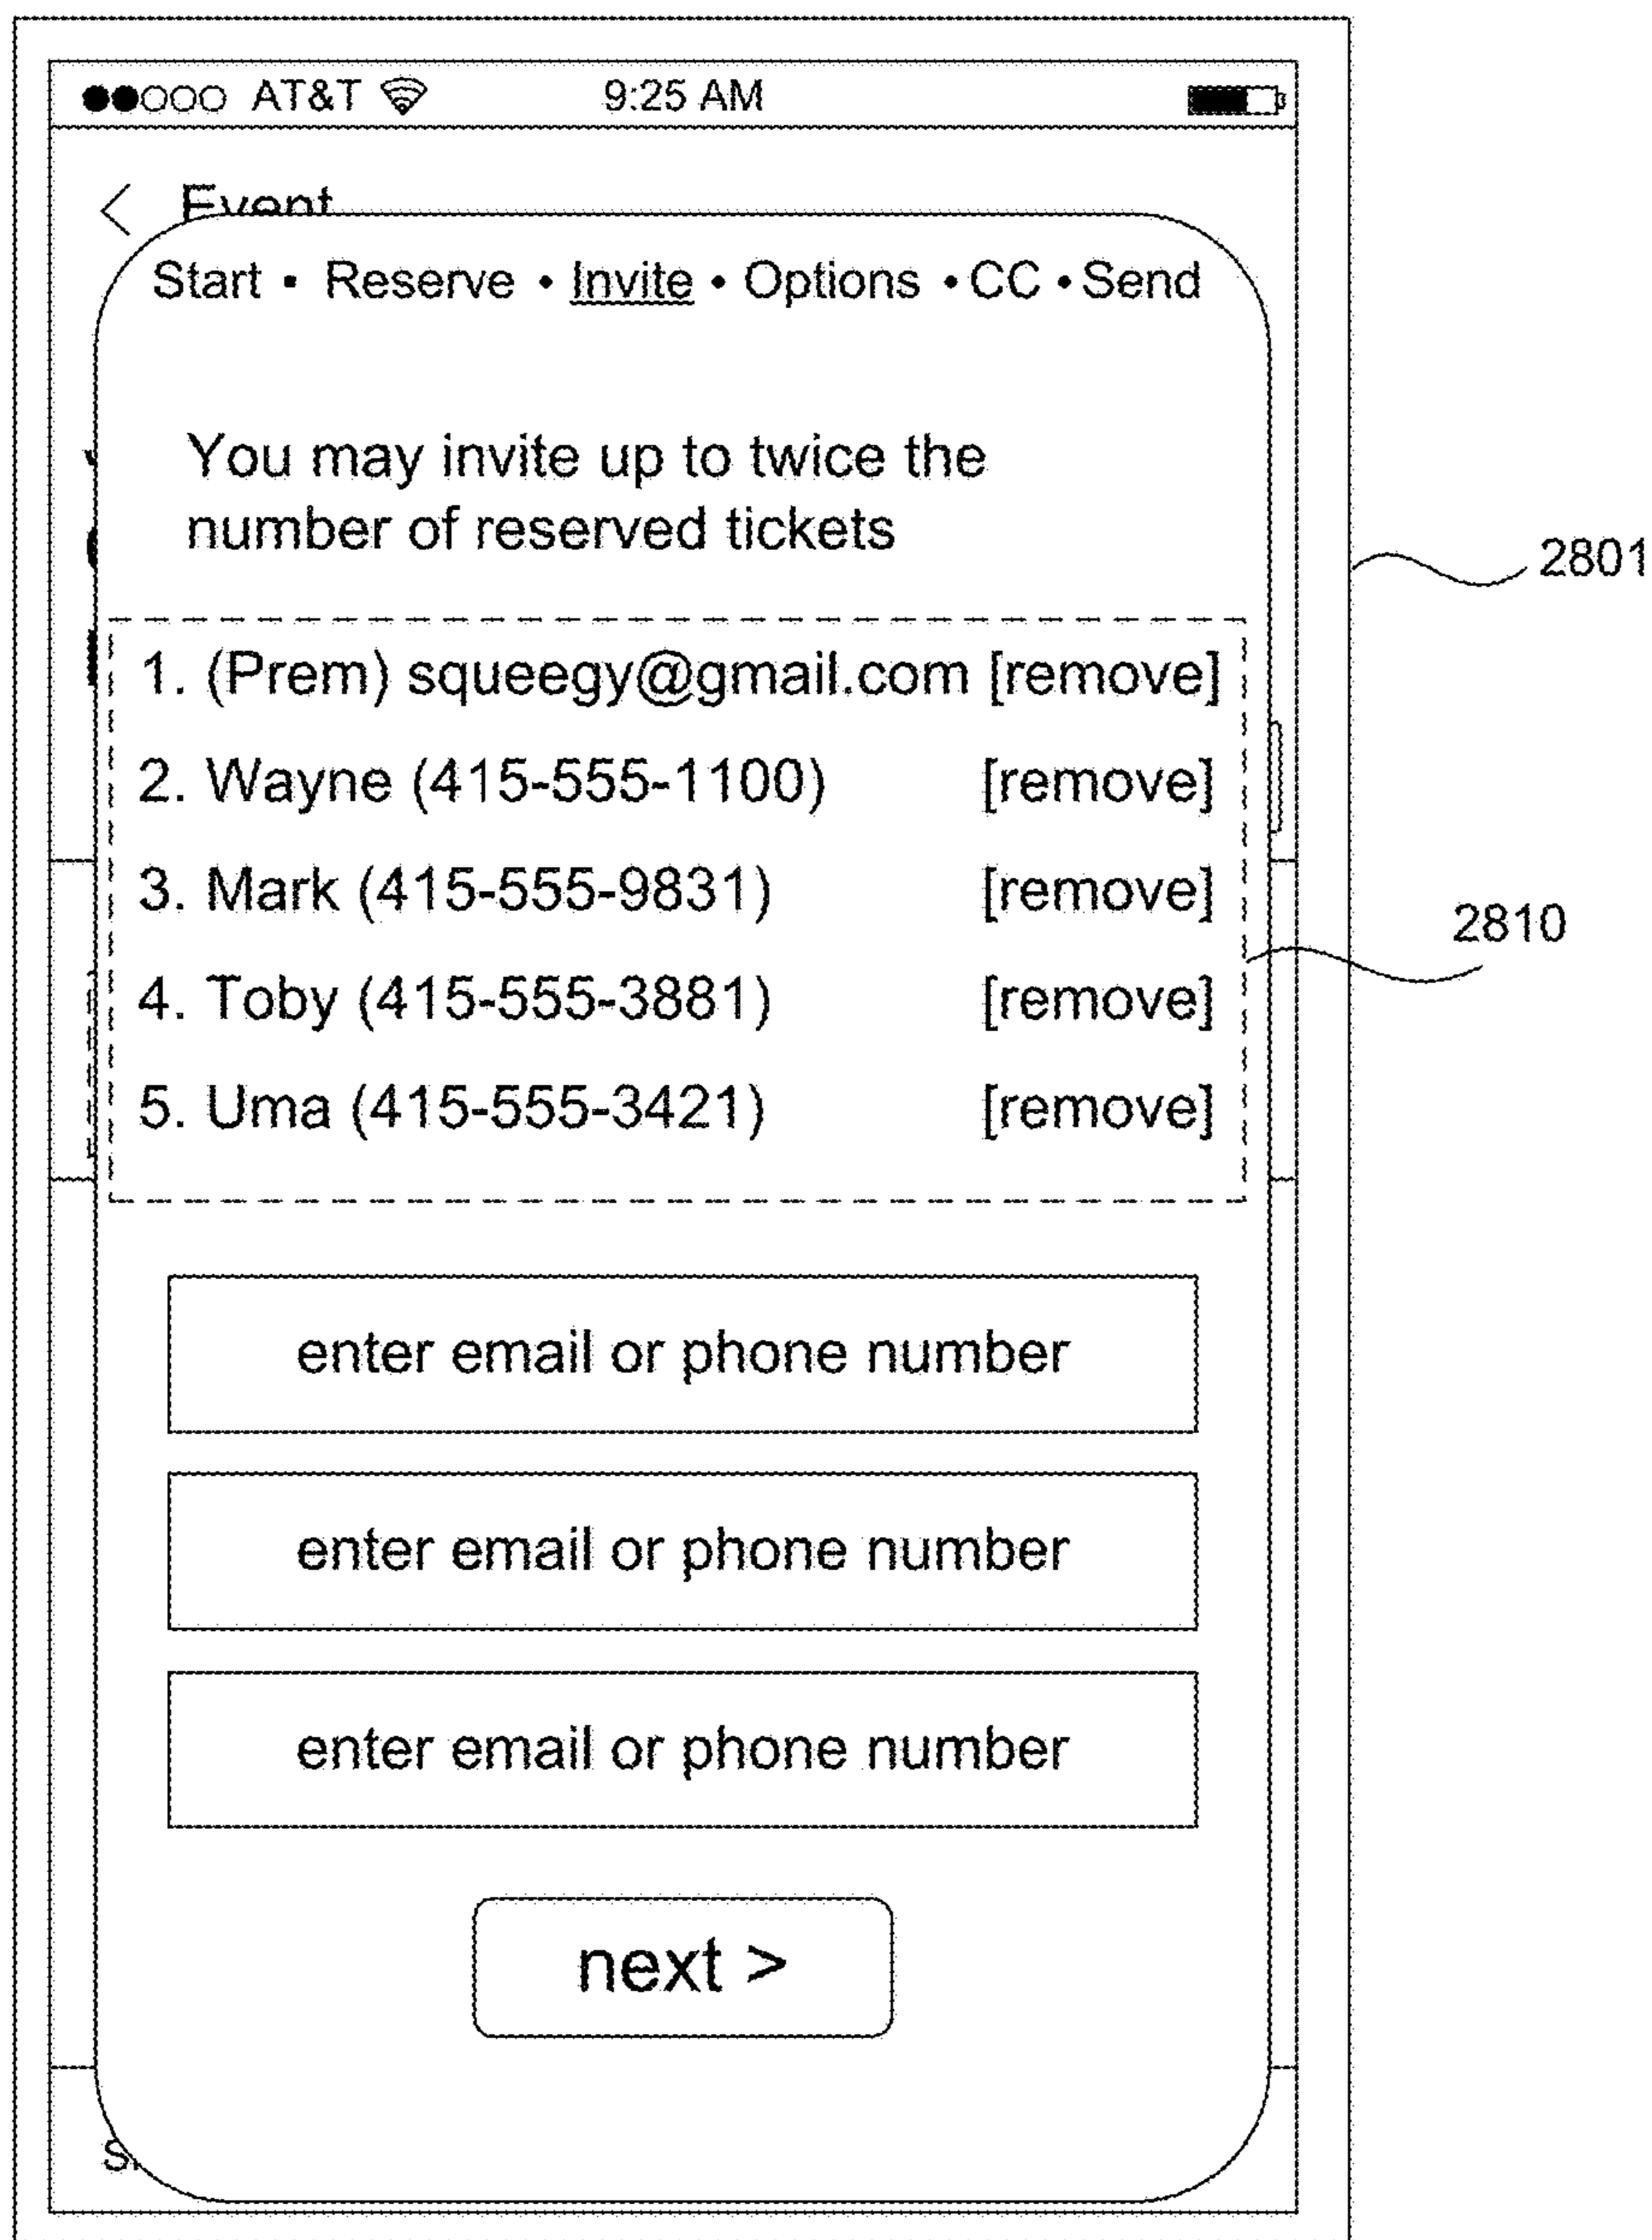 AT&T 9:25 AM
< Event
Start • Reserve • Invite • Options • CC • Send
You may invite up to twice the
number of reserved tickets
2801
1. (Prem) squeegy@gmail.com [remove]
2. Wayne (415-555-1100) [remove]
3. Mark (415-555-9831) [remove]
2810
4. Toby (415-555-3881) [remove]
5. Uma (415-555-3421) [remove]
enter email or phone number
enter email or phone number
enter email or phone number
next >